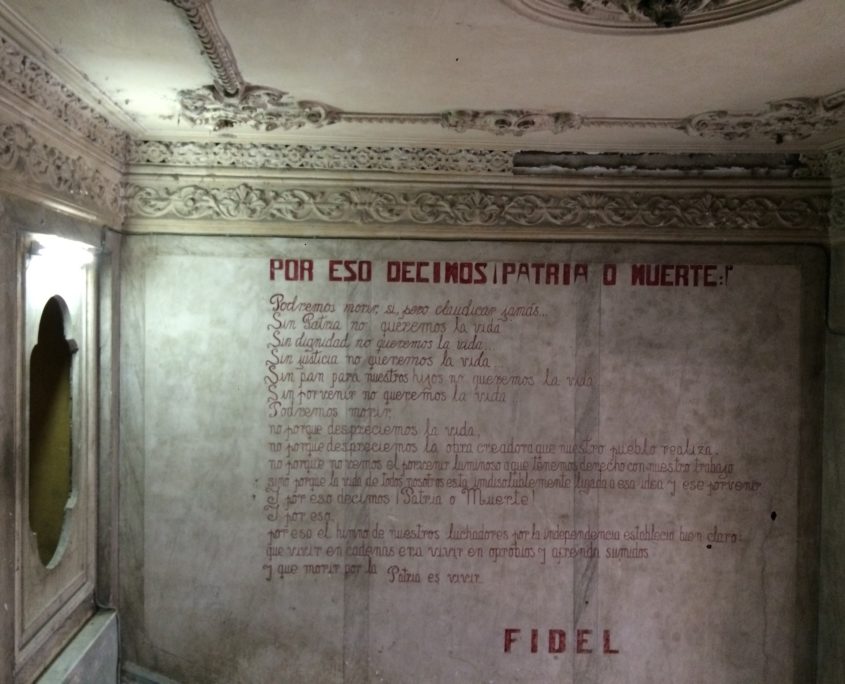 POR ESO DECIMOS ¡PATRIA O MUERTE!
Podremos morir, si, pero claudicar jamás...
Sin Patria no queremos la vida
Sin dignidad no queremos la vida...
Sin justicia no queremos la vida...
Sin pan para nuestros hijos no queremos la vida
Sin porvenir no queremos la vida
Podremos morir,
no porque despreciemos la vida,
no porque despreciemos la obra creadora que nuestro pueblo realiza,
no porque no vemos el porvenir luminoso a que tenemos derecho con nuestro trabajo
sino porque la vida de todos nosotros esta indisolublemente ligada a esa idea y ese porvenir
Y por eso decimos ¡Patria o Muerte!
Y por eso,
por eso el himno de nuestros luchadores por la independencia establecia bien claro:
que vivir en cadenas era vivir en oprobios y afrenta sumidos
y que morir por la Patria es vivir
FIDEL